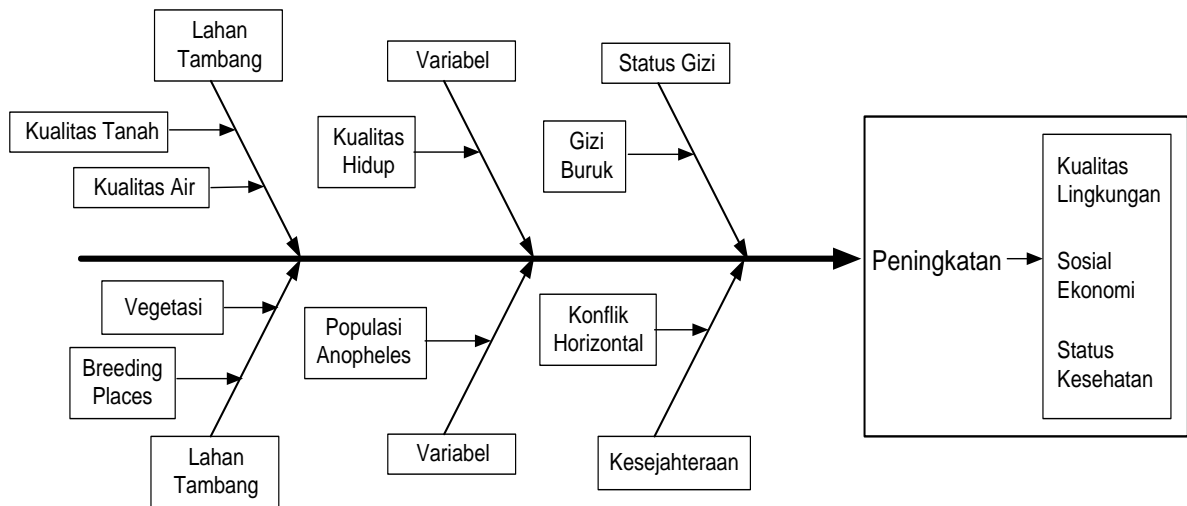 Lahan
Tambang
Variabel
Status Gizi
Kualitas Tanah
Kualitas
Hidup
Gizi
Buruk
Kualitas Air
Kualitas
Lingkungan
Peningkatan
Sosial
Ekonomi
Status
Kesehatan
Vegetasi
Populasi
Anopheles
Konflik
Horizontal
Breeding
Places
Lahan
Tambang
Variabel
Kesejahteraan